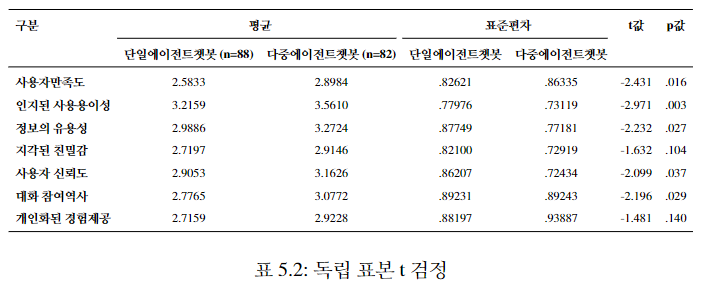 구분 평균 표준편차 t값 p값
단일에이전트챗봇 (n=88) 다중에이전트챗봇 (n=82) 단일에이전트챗봇 다중에이전트챗봇
사용자만족도 2.5833 2.8984 .82621 .86335 -2.431 .016
인지된 사용용이성 3.2159 3.5610 .77976 .73119 -2.971 .003
정보의 유용성 2.9886 3.2724 .87749 .77181 -2.232 .027
지각된 친밀감 2.7197 2.9146 .82100 .72919 -1.632 .104
사용자 신뢰도 2.9053 3.1626 .86207 .72434 -2.099 .037
대화 참여역사 2.7765 3.0772 .89231 .89243 -2.196 .029
개인화된 경험제공 2.7159 2.9228 .88197 .93887 -1.481 .140
표 5.2: 독립 표본 t 검정